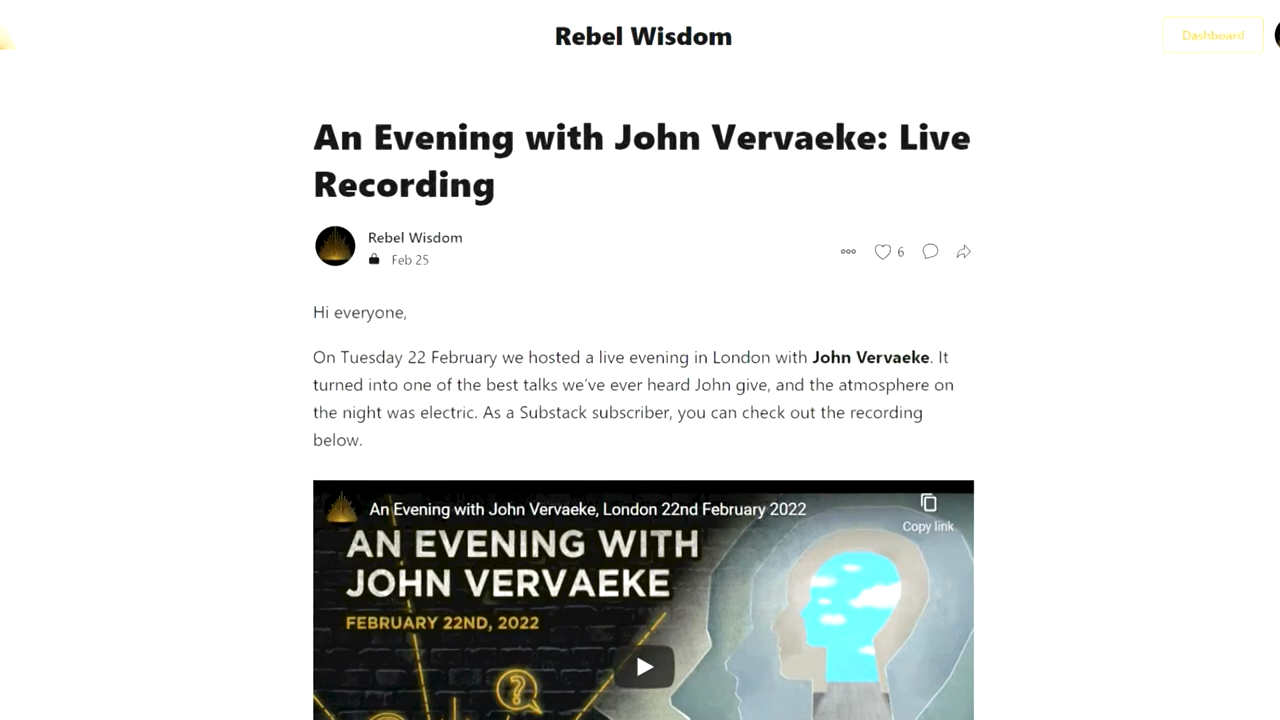 Rebel Wisdom
Dashboard
An Evening with John Vervaeke: Live
Recording
Rebel Wisdom
Feb 25
6
Hi everyone,
On Tuesday 22 February we hosted a live evening in London with John Vervaeke. It
turned into one of the best talks we’ve ever heard John give, and the atmosphere on
the night was electric. As a Substack subscriber, you can check out the recording
below.
An Evening with John Vervaeke, London 22nd February 2022
Copy link
AN EVENING WITH
JOHN VERVAEKE
FEBRUARY 22ND, 2022
?